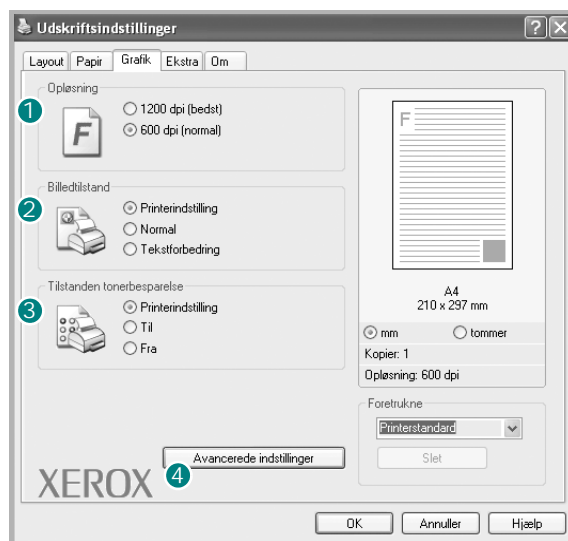 Udskriftsindstillinger
Layout Papir Grafik Ekstra Om
Opløsning
1
F
1200 dpi (bedst)
600 dpi (normal)
Billedtilstand
2
Printerindstilling
Normal
Tekstforbedring
Tilstanden tonerbesparelse
3
Printerindstilling
Til
Fra
F
A4
210 x 297 mm
mm tommer
Kopier: 1
Opløsning: 600 dpi
Foretrukne
Printerstandard
Slet
Avancerede indstillinger
4
XEROX
OK Annuller Hjælp